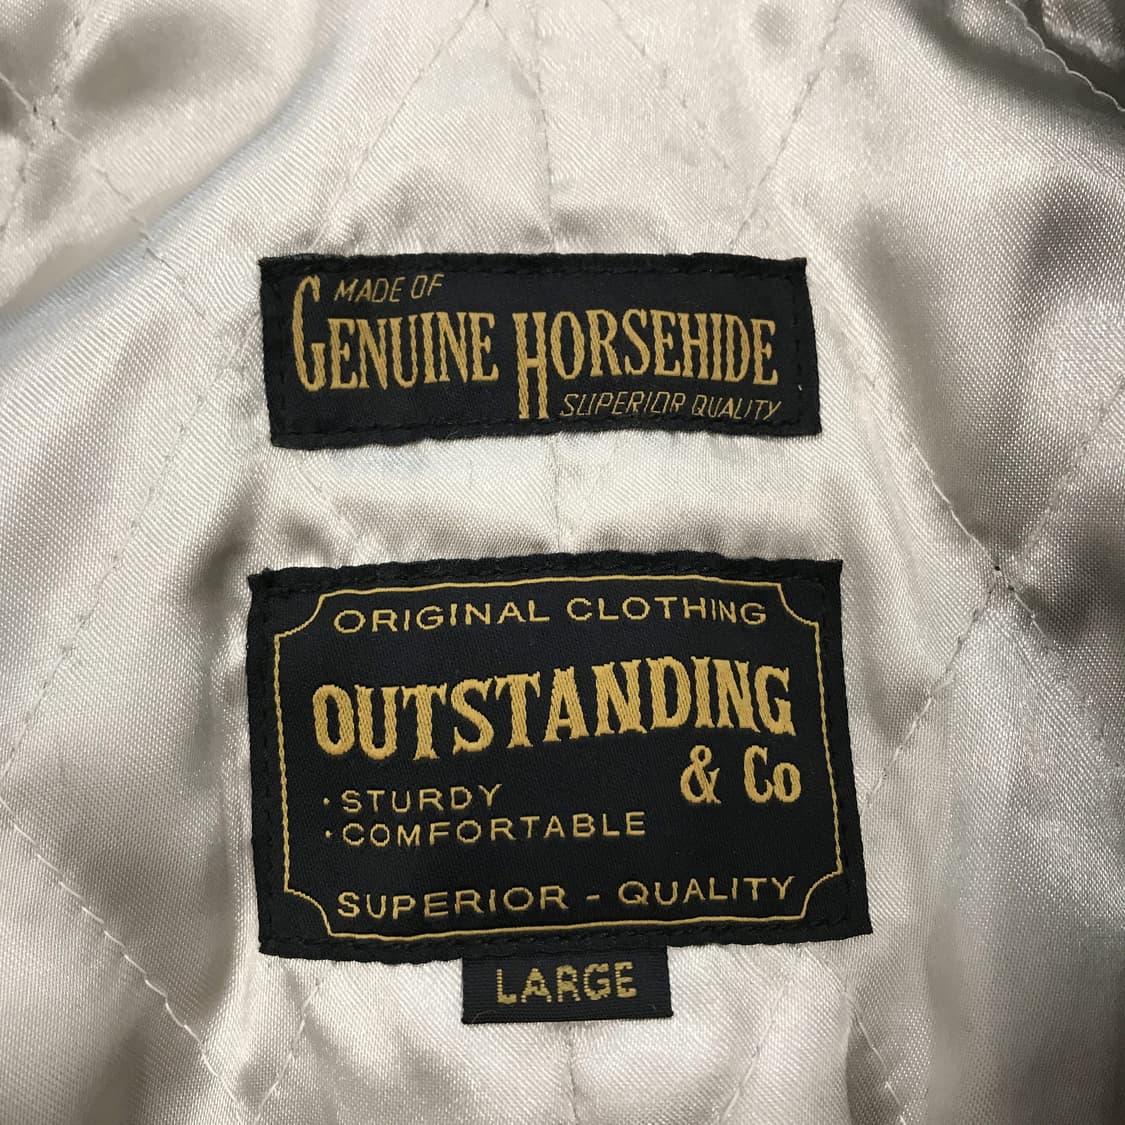 MADE OF
GENUINE HORSEHIDE
SUPERIOR QUALITY
ORIGINAL CLOTHING
OUTSTANDING
& Co
· STURDY
· COMFORTABLE
SUPERIOR - QUALITY
LARGE